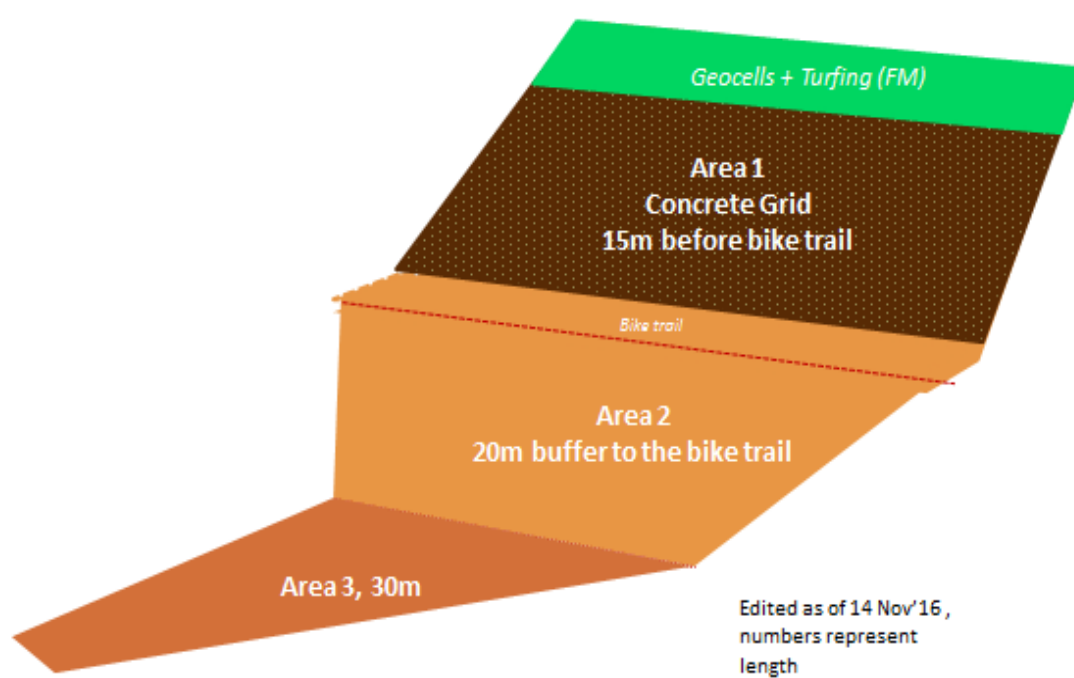 Geocells + Turfing (FM)
Area 1
Concrete Grid
15m before bike trail
Bike trail
Area 2
20m buffer to the bike trail
Area 3, 30m
Edited as of 14 Nov’16 ,
numbers represent
length